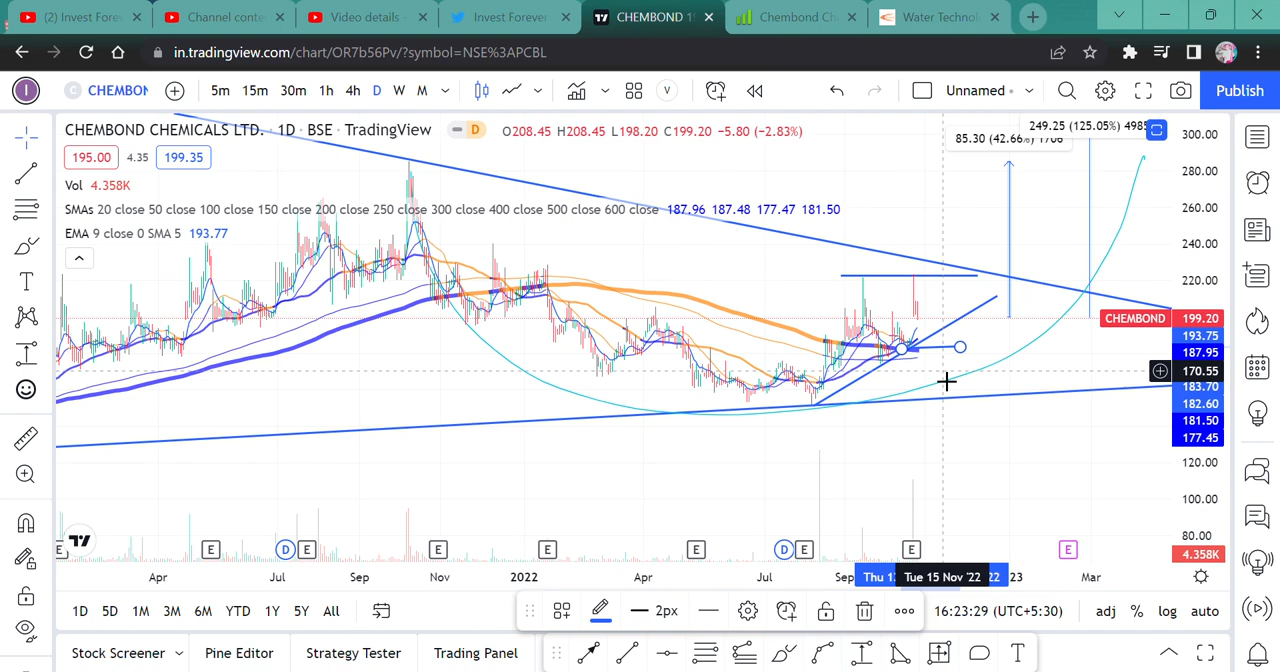 (2) Invest Fore
Channel conte
Video details -
Invest Forever
CHEMBOND 1
Chembond Ch
Water Technol
in.tradingview.com/chart/OR7b56Pv/?symbol=NSE%3APCBL
I
C CHEMBON
5m 15m 30m 1h 4h D W M
V
Unnamed
Publish
CHEMBOND CHEMICALS LTD. · 1D · BSE · TradingView
D
O208.45 H208.45 L198.20 C199.20 −5.80 (−2.83%)
195.00 4.35 199.35
Vol 4.358K
SMAs 20 close 50 close 100 close 150 close 200 close 250 close 300 close 400 close 500 close 600 close 187.96 187.48 177.47 181.50
EMA 9 close 0 SMA 5 193.77
249.25 (125.05%) 4985
85.30 (42.66%) 1706
300.00
280.00
260.00
240.00
220.00
CHEMBOND 199.20
193.75
187.95
170.55
183.70
182.60
181.50
177.45
120.00
100.00
80.00
4.358K
E E D E E E E D E E E
Apr Jul Sep Nov 2022 Apr Jul Sep Thu 1 Tue 15 Nov '22 22 23 Mar
1D 5D 1M 3M 6M YTD 1Y 5Y All
2px
16:23:29 (UTC+5:30) adj % log auto
Stock Screener Pine Editor Strategy Tester Trading Panel
T